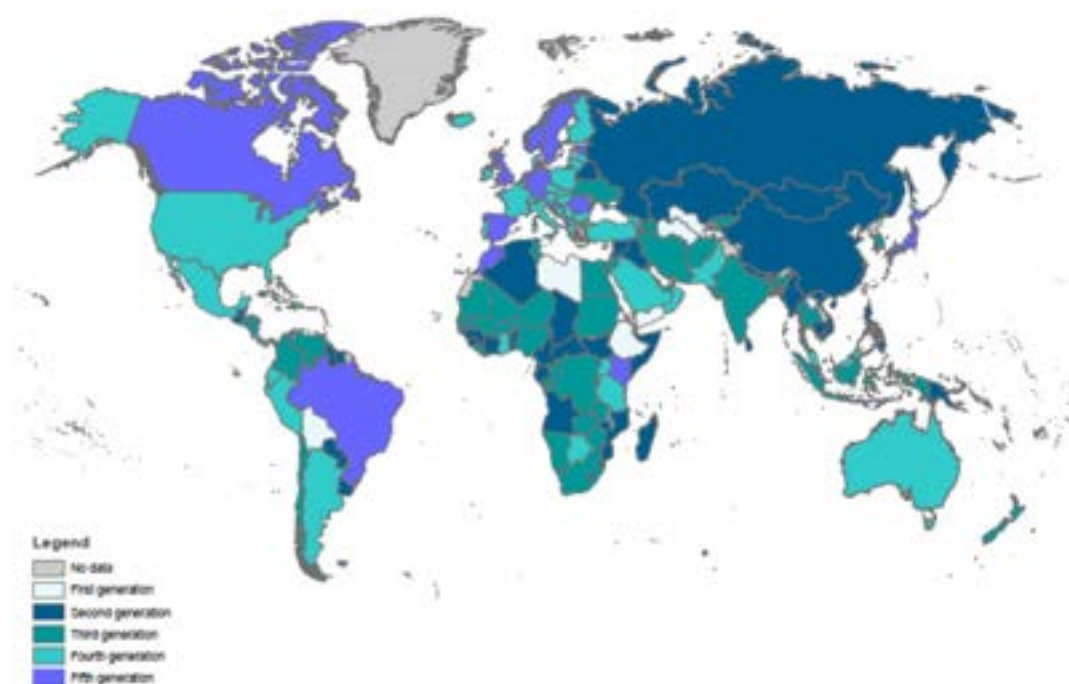 Legend
No data
First generation
Second generation
Third generation
Fourth generation
Fifth generation